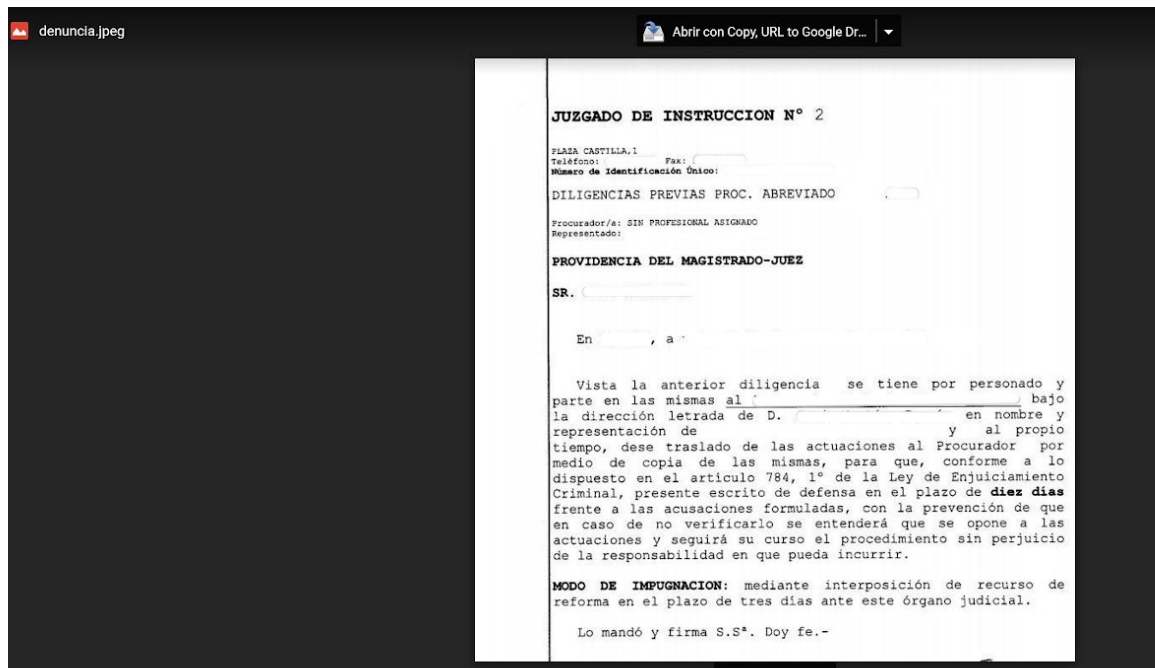 denuncia.jpeg
Abrir con Copy, URL to Google Dr...
JUZGADO DE INSTRUCCION Nº 2
PLAZA CASTILLA,1
Teléfono: Fax:
Número de Identificación Único:
DILIGENCIAS PREVIAS PROC. ABREVIADO
Procurador/a: SIN PROFESIONAL ASIGNADO
Representado:
PROVIDENCIA DEL MAGISTRADO-JUEZ
SR.
En , a
Vista la anterior diligencia se tiene por personado y
parte en las mismas al bajo
la dirección letrada de D. en nombre y
representación de y al propio
tiempo, dese traslado de las actuaciones al Procurador por
medio de copia de las mismas, para que, conforme a lo
dispuesto en el artículo 784, 1º de la Ley de Enjuiciamiento
Criminal, presente escrito de defensa en el plazo de diez días
frente a las acusaciones formuladas, con la prevención de que
en caso de no verificarlo se entenderá que se opone a las
actuaciones y seguirá su curso el procedimiento sin perjuicio
de la responsabilidad en que pueda incurrir.
MODO DE IMPUGNACION: mediante interposición de recurso de
reforma en el plazo de tres días ante este órgano judicial.
Lo mandó y firma S.Sª. Doy fe.-